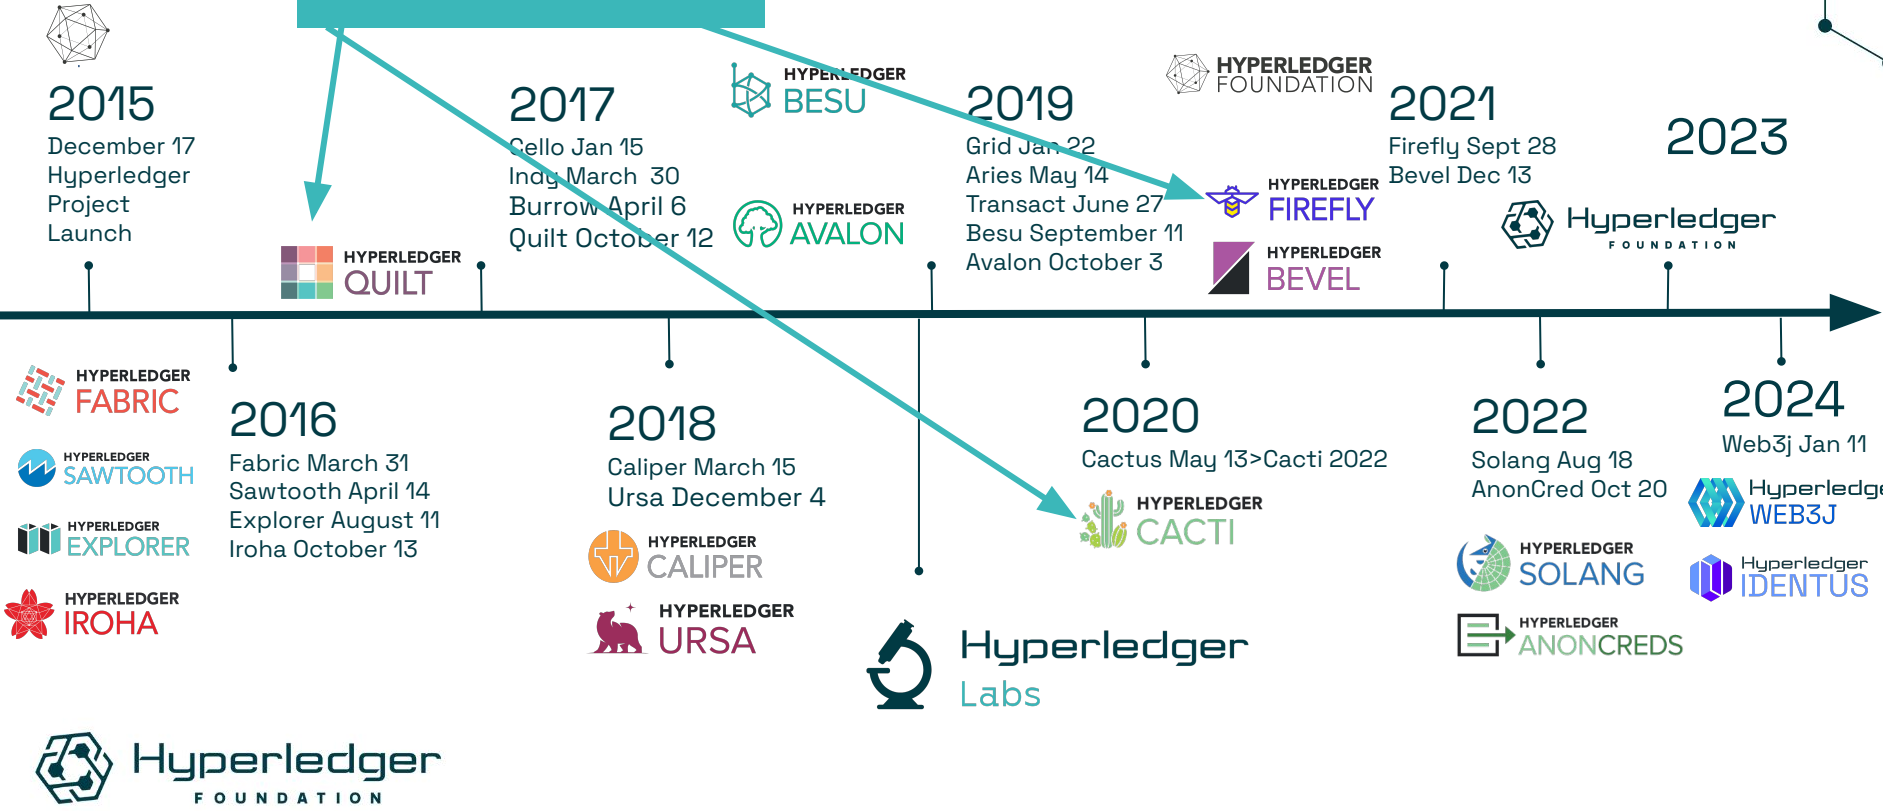 2015
December 17
Hyperledger
Project
Launch
HYPERLEDGER
QUILT
2017
Cello Jan 15
Indy March 30
Burrow April 6
Quilt October 12
HYPERLEDGER
BESU
HYPERLEDGER
AVALON
2019
Grid Jan 22
Aries May 14
Transact June 27
Besu September 11
Avalon October 3
HYPERLEDGER
FOUNDATION
HYPERLEDGER
FIREFLY
HYPERLEDGER
BEVEL
2021
Firefly Sept 28
Bevel Dec 13
2023
Hyperledger
FOUNDATION
HYPERLEDGER
FABRIC
HYPERLEDGER
SAWTOOTH
HYPERLEDGER
EXPLORER
HYPERLEDGER
IROHA
2016
Fabric March 31
Sawtooth April 14
Explorer August 11
Iroha October 13
2018
Caliper March 15
Ursa December 4
HYPERLEDGER
CALIPER
HYPERLEDGER
URSA
Hyperledger
Labs
2020
Cactus May 13>Cacti 2022
HYPERLEDGER
CACTI
2022
Solang Aug 18
AnonCred Oct 20
HYPERLEDGER
SOLANG
HYPERLEDGER
ANONCREDS
2024
Web3j Jan 11
Hyperledge
WEB3J
Hyperledger
IDENTUS
Hyperledger
FOUNDATION